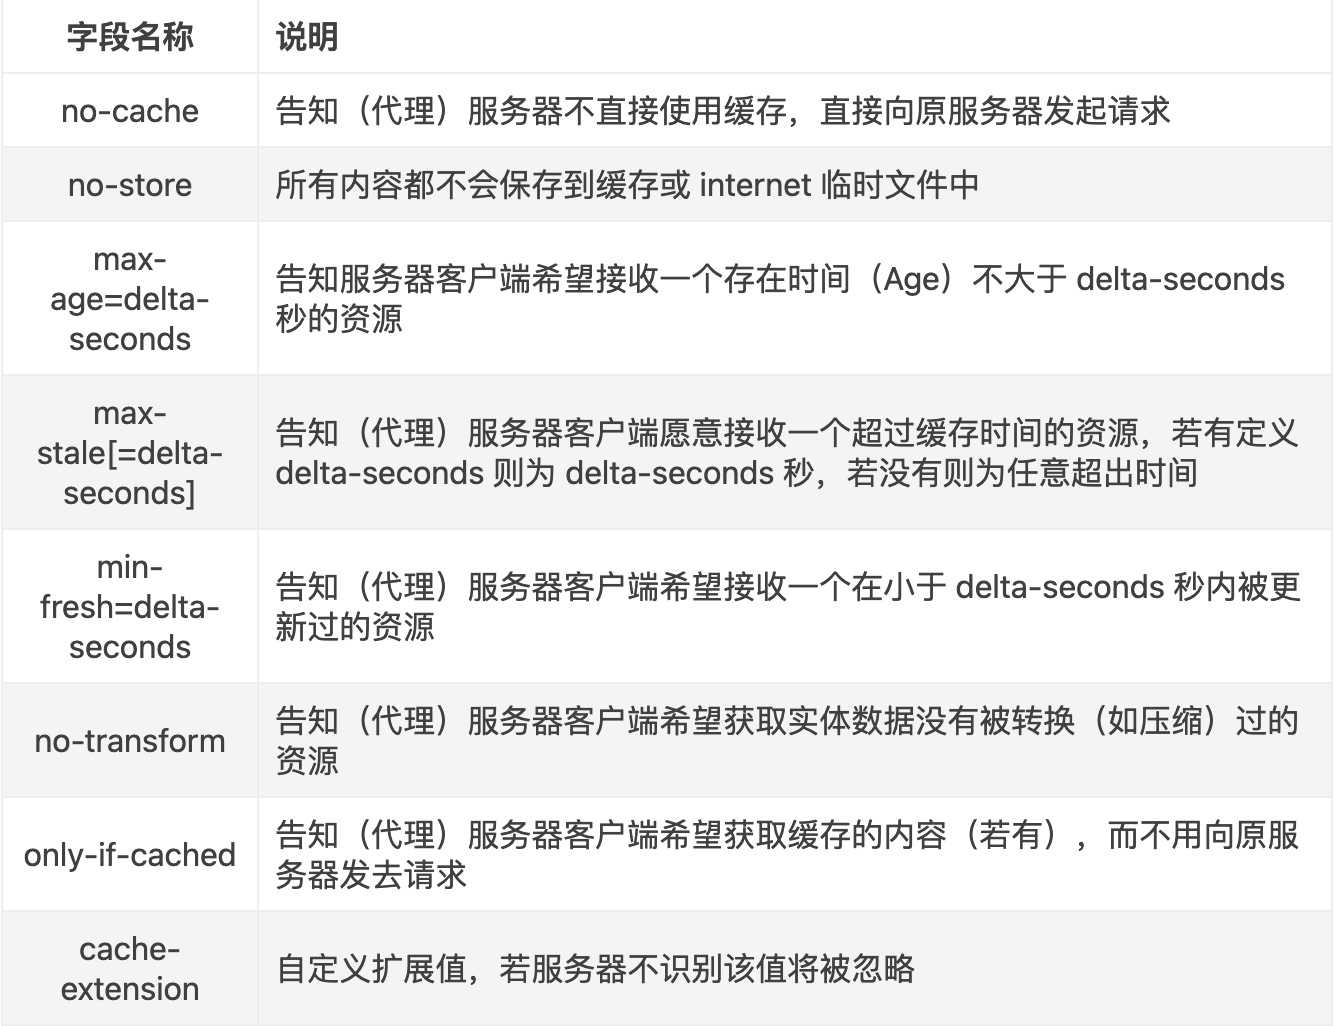 字段名称
说明
no-cache
告知（代理）服务器不直接使用缓存，直接向原服务器发起请求
no-store
所有内容都不会保存到缓存或 internet 临时文件中
max-
age=delta-
seconds
告知服务器客户端希望接收一个存在时间（Age）不大于 delta-seconds
秒的资源
max-
stale[=delta-
seconds]
告知（代理）服务器客户端愿意接收一个超过缓存时间的资源，若有定义
delta-seconds 则为 delta-seconds 秒，若没有则为任意超出时间
min-
fresh=delta-
seconds
告知（代理）服务器客户端希望接收一个在小于 delta-seconds 秒内被更
新过的资源
no-transform
告知（代理）服务器客户端希望获取实体数据没有被转换（如压缩）过的
资源
only-if-cached
告知（代理）服务器客户端希望获取缓存的内容（若有），而不用向原服
务器发去请求
cache-
extension
自定义扩展值，若服务器不识别该值将被忽略